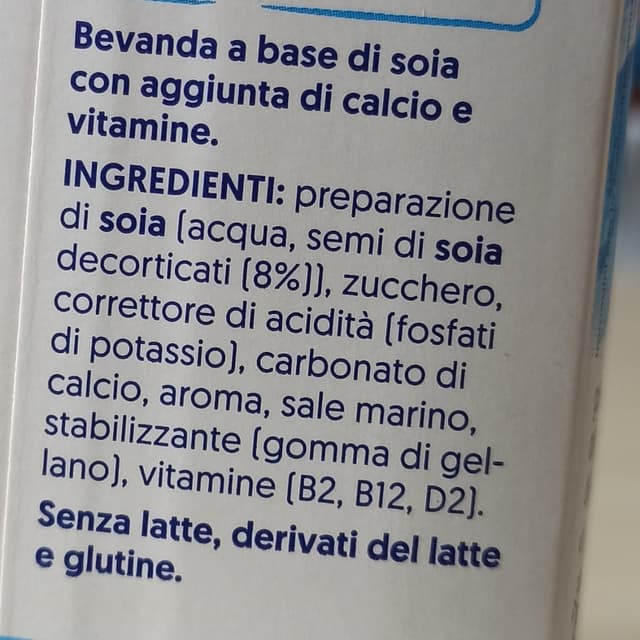 Bevanda a base di soia
con aggiunta di calcio e
vitamine.
INGREDIENTI: preparazione
di soia (acqua, semi di soia
decorticati (8%)), zucchero,
correttore di acidità (fosfati
di potassio), carbonato di
calcio, aroma, sale marino,
stabilizzante (gomma di gel-
lano), vitamine (B2, B12, D2).
Senza latte, derivati del latte
e glutine.